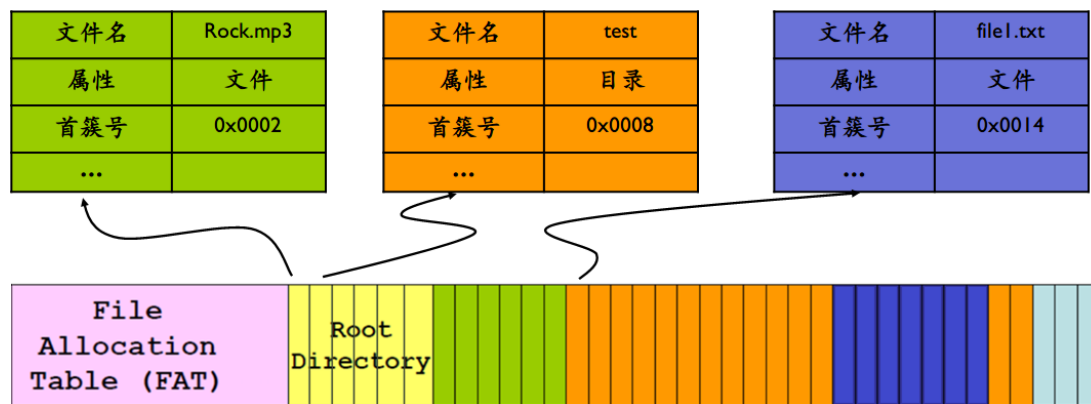 文件名 Rock.mp3
属性 文件
首簇号 0x0002
...
文件名 test
属性 目录
首簇号 0x0008
...
文件名 file1.txt
属性 文件
首簇号 0x0014
...
File
Allocation
Table (FAT)
Root
Directory